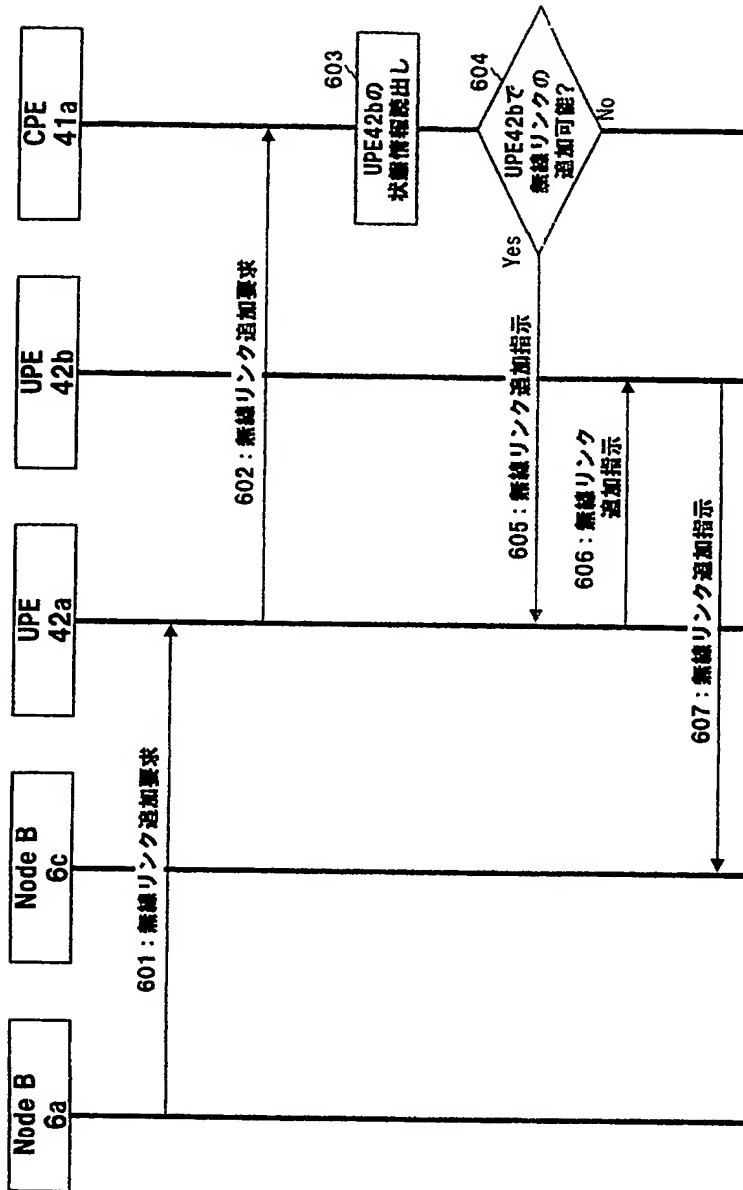 Node B
6a
Node B
6c
UPE
42a
UPE
42b
CPE
41a
601：無線リンク追加要求
602：無線リンク追加要求
603
UPE42bの
状態情報読出し
604
UPE42bで
無線リンクの
追加可能?
Yes
No
605：無線リンク追加指示
606：無線リンク
追加指示
607：無線リンク追加指示